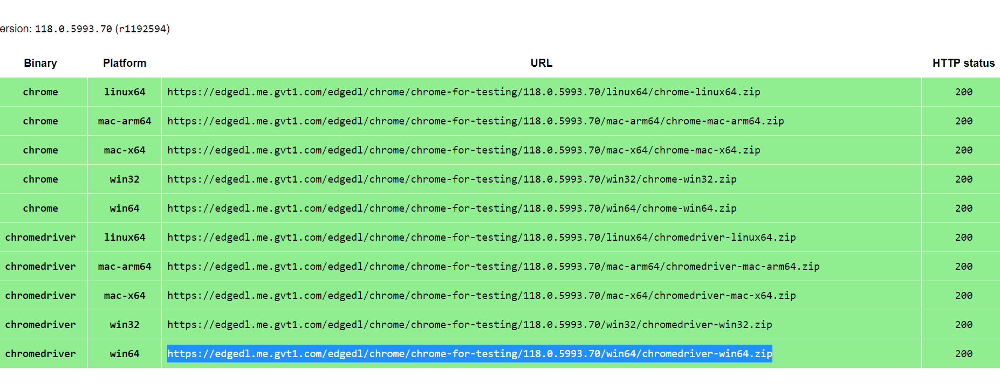 ersion: 118.0.5993.70 (r1192594)
Binary Platform URL HTTP status
chrome linux64 https://edgedl.me.gvt1.com/edgedl/chrome/chrome-for-testing/118.0.5993.70/linux64/chrome-linux64.zip 200
chrome mac-arm64 https://edgedl.me.gvt1.com/edgedl/chrome/chrome-for-testing/118.0.5993.70/mac-arm64/chrome-mac-arm64.zip 200
chrome mac-x64 https://edgedl.me.gvt1.com/edgedl/chrome/chrome-for-testing/118.0.5993.70/mac-x64/chrome-mac-x64.zip 200
chrome win32 https://edgedl.me.gvt1.com/edgedl/chrome/chrome-for-testing/118.0.5993.70/win32/chrome-win32.zip 200
chrome win64 https://edgedl.me.gvt1.com/edgedl/chrome/chrome-for-testing/118.0.5993.70/win64/chrome-win64.zip 200
chromedriver linux64 https://edgedl.me.gvt1.com/edgedl/chrome/chrome-for-testing/118.0.5993.70/linux64/chromedriver-linux64.zip 200
chromedriver mac-arm64 https://edgedl.me.gvt1.com/edgedl/chrome/chrome-for-testing/118.0.5993.70/mac-arm64/chromedriver-mac-arm64.zip 200
chromedriver mac-x64 https://edgedl.me.gvt1.com/edgedl/chrome/chrome-for-testing/118.0.5993.70/mac-x64/chromedriver-mac-x64.zip 200
chromedriver win32 https://edgedl.me.gvt1.com/edgedl/chrome/chrome-for-testing/118.0.5993.70/win32/chromedriver-win32.zip 200
chromedriver win64 https://edgedl.me.gvt1.com/edgedl/chrome/chrome-for-testing/118.0.5993.70/win64/chromedriver-win64.zip 200